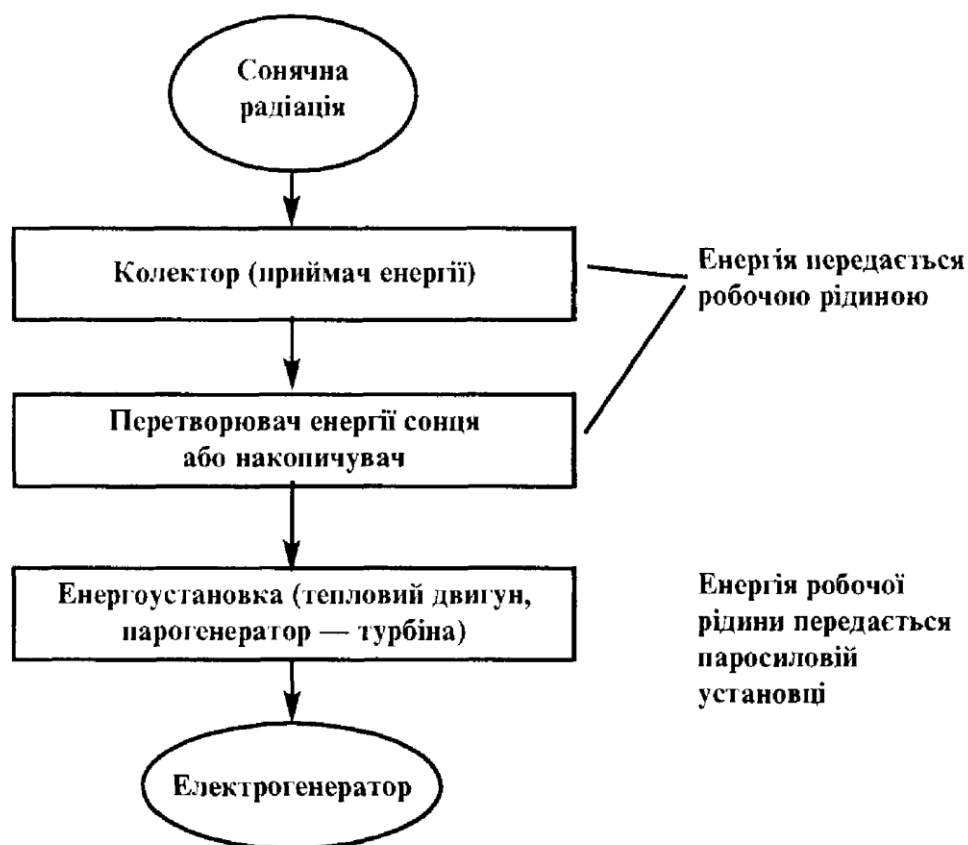 Сонячна
радіація
Колектор (приймач енергії)
Енергія передається
робочою рідиною
Перетворювач енергії сонця
або накопичувач
Енергоустановка (тепловий двигун,
парогенератор — турбіна)
Енергія робочої
рідини передається
паросиловій
установці
Електрогенератор